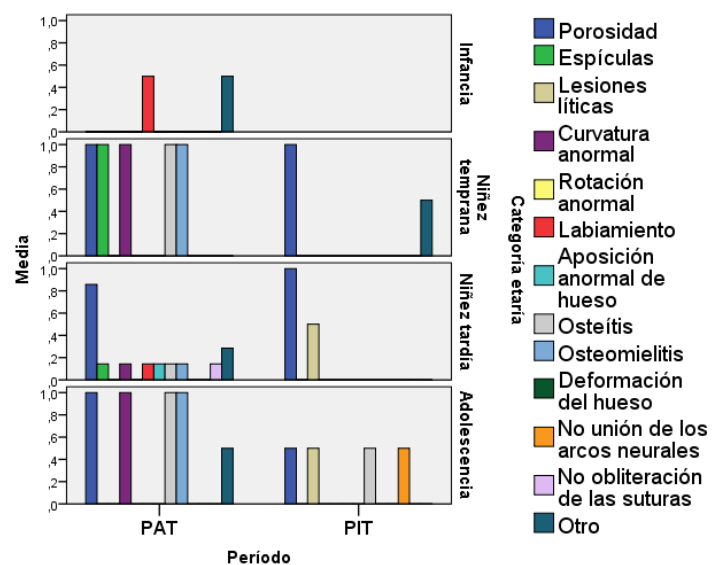 1,0
,8
,6
,4
,2
,0
Infancia
1,0
,8
,6
,4
,2
,0
Niñez
temprana
1,0
,8
,6
,4
,2
,0
Niñez tardía
1,0
,8
,6
,4
,2
,0
Adolescencia
Media
PAT
PIT
Período
Categoría etaría
Porosidad
Espículas
Lesiones
líticas
Curvatura
anormal
Rotación
anormal
Labiamiento
Aposición
anormal de
hueso
Osteítis
Osteomielitis
Deformación
del hueso
No unión de los
arcos neurales
No obliteración
de las suturas
Otro